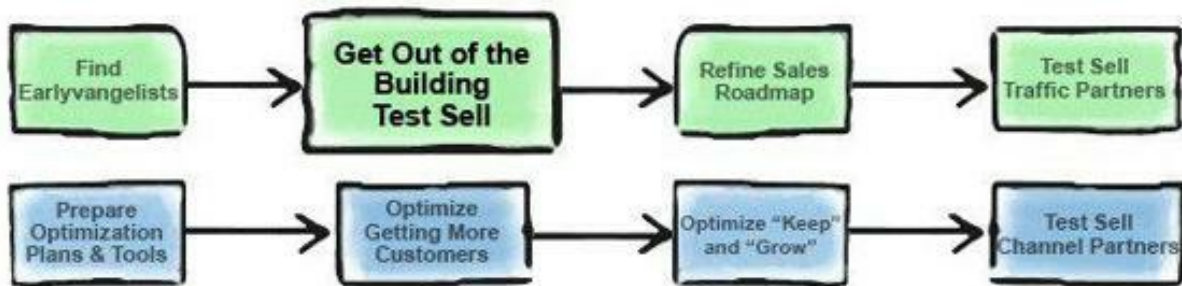 Find
Earlyvangelists
Get Out of the
Building
Test Sell
Refine Sales
Roadmap
Test Sell
Traffic Partners
Prepare
Optimization
Plans & Tools
Optimize
Getting More
Customers
Optimize “Keep”
and “Grow”
Test Sell
Channel Partners